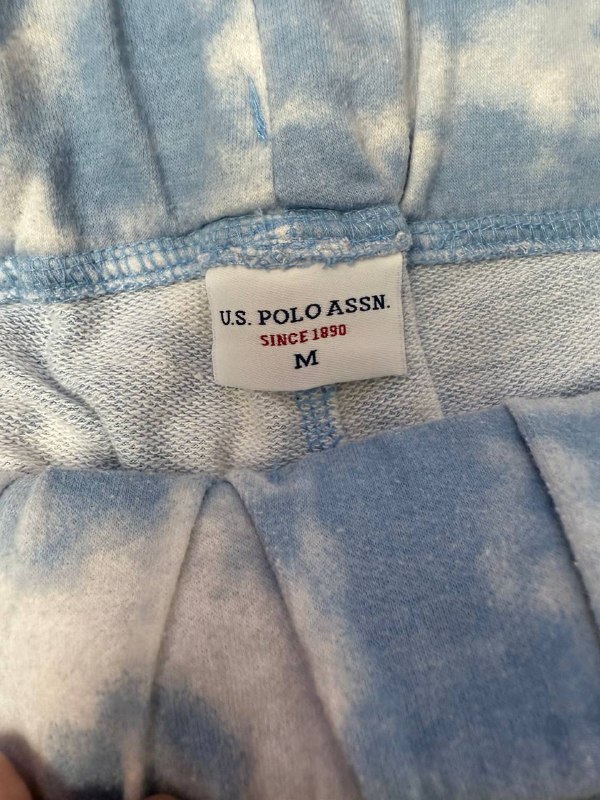 U.S. POLO ASSN.
SINCE 1890
M